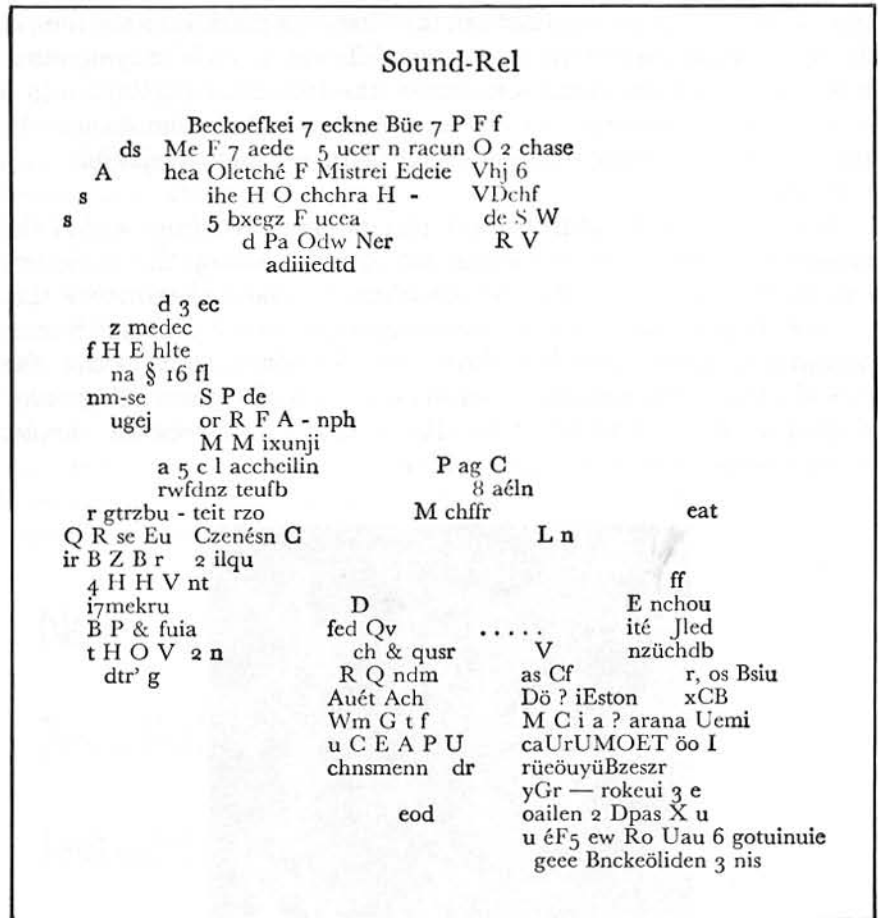 Sound-Rel
Beckoefkei 7 eckne Büe 7 P F f
ds Me F 7 aede 5 ucer n racun O 2 chase
A hea Oletché F Mistrei Edeie Vhj 6
s ihe H O chchra H - VDchf
s 5 bxegz F ucea de S W
d Pa Odw Ner R V
adiiiedtd
d 3 ec
z medec
f H E hlte
na § 16 fl
nm-se S P de
ugej or R F A - nph
M M ixunji
a 5 c l acchcilin P ag C
rwfdnz teufb 8 aéln
r gtrzbu - teit rzo M chffr eat
Q R se Eu Czenésn C L n
ir B Z B r 2 ilqu
4 H H V nt ff
i7mekru D E nchou
B P & fuia fed Qv . . . . . ité Jled
t H O V 2 n ch & qusr V nzüchdb
dtr' g R Q ndm as Cf r, os Bsiu
Auét Ach Dö ? iEston xCB
Wm G t f M C i a ? arana Uemi
u C E A P U caUrUMOET öo I
chnsmenn dr rüeöuyüBzeszr
yGr — rokeui 3 e
eod oailen 2 Dpas X u
u éF5 ew Ro Uau 6 gotuinuie
geee Bnckeöliden 3 nis